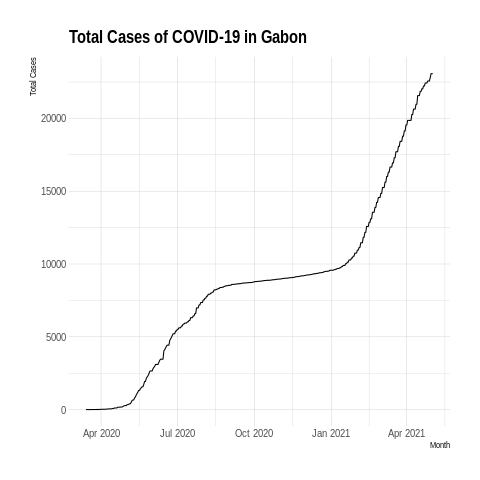 Total Cases of COVID-19 in Gabon
Total Cases
20000
15000
10000
5000
0
Apr 2020 Jul 2020 Oct 2020 Jan 2021 Apr 2021
Month